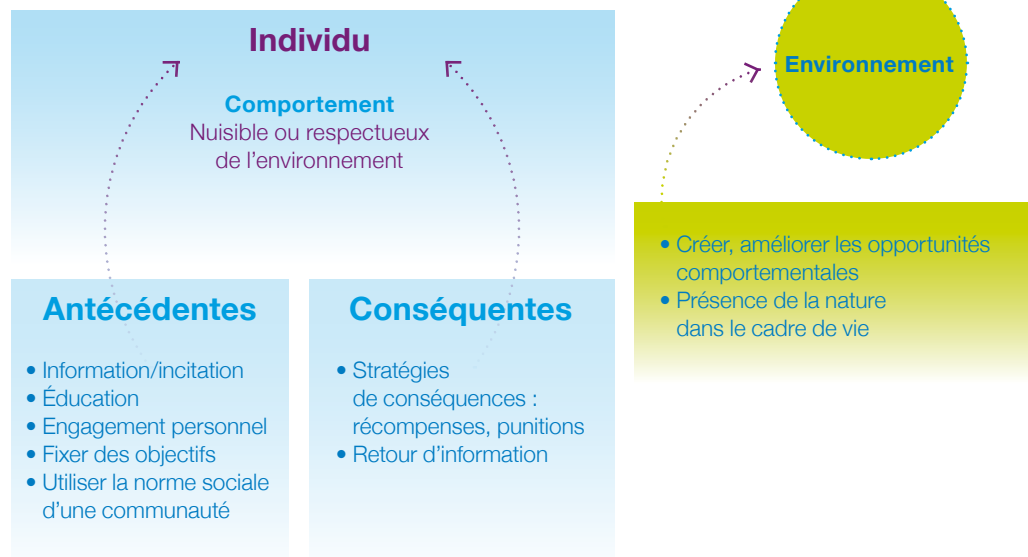 Individu
Comportement
Nuisible ou respectueux
de l’environnement
Antécédentes
• Information/incitation
• Éducation
• Engagement personnel
• Fixer des objectifs
• Utiliser la norme sociale
d’une communauté
Conséquentes
• Stratégies
de conséquences :
récompenses, punitions
• Retour d’information
Environnement
• Créer, améliorer les opportunités
comportementales
• Présence de la nature
dans le cadre de vie